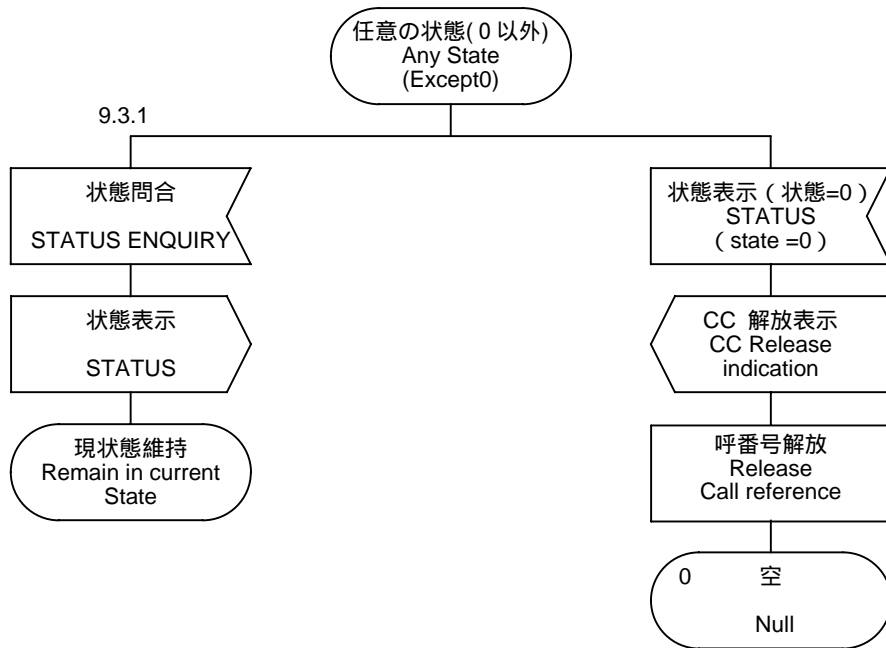 任意の状態(０以外)
Any State
(Except0)
9.3.1
状態問合
STATUS ENQUIRY
状態表示
STATUS
現状態維持
Remain in current
State
状態表示（状態=0）
STATUS
（state =0）
CC 解放表示
CC Release
indication
呼番号解放
Release
Call reference
0 空
Null